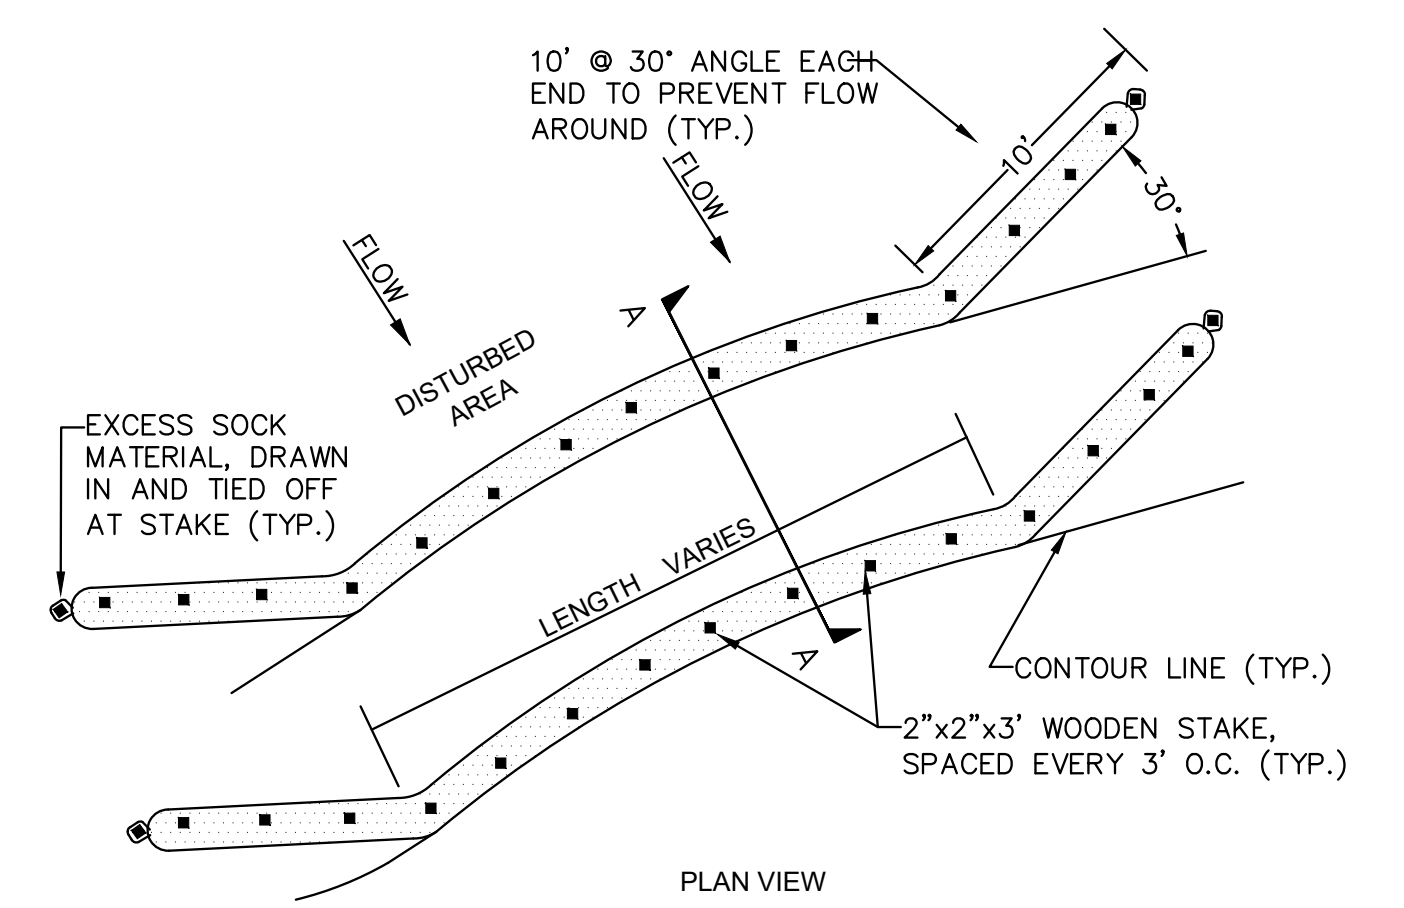 10' @ 30° ANGLE EACH
END TO PREVENT FLOW
AROUND (TYP.)
10'
30°
FLOW
FLOW
A
DISTURBED
AREA
EXCESS SOCK
MATERIAL, DRAWN
IN AND TIED OFF
AT STAKE (TYP.)
LENGTH VARIES
A
CONTOUR LINE (TYP.)
2"x2"x3' WOODEN STAKE,
SPACED EVERY 3' O.C. (TYP.)
PLAN VIEW